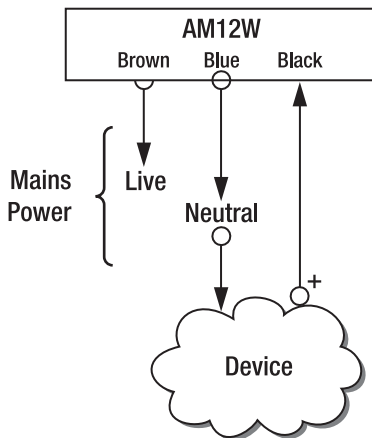 AM12W
Brown Blue Black
Mains
Power
Live
Neutral
+
Device